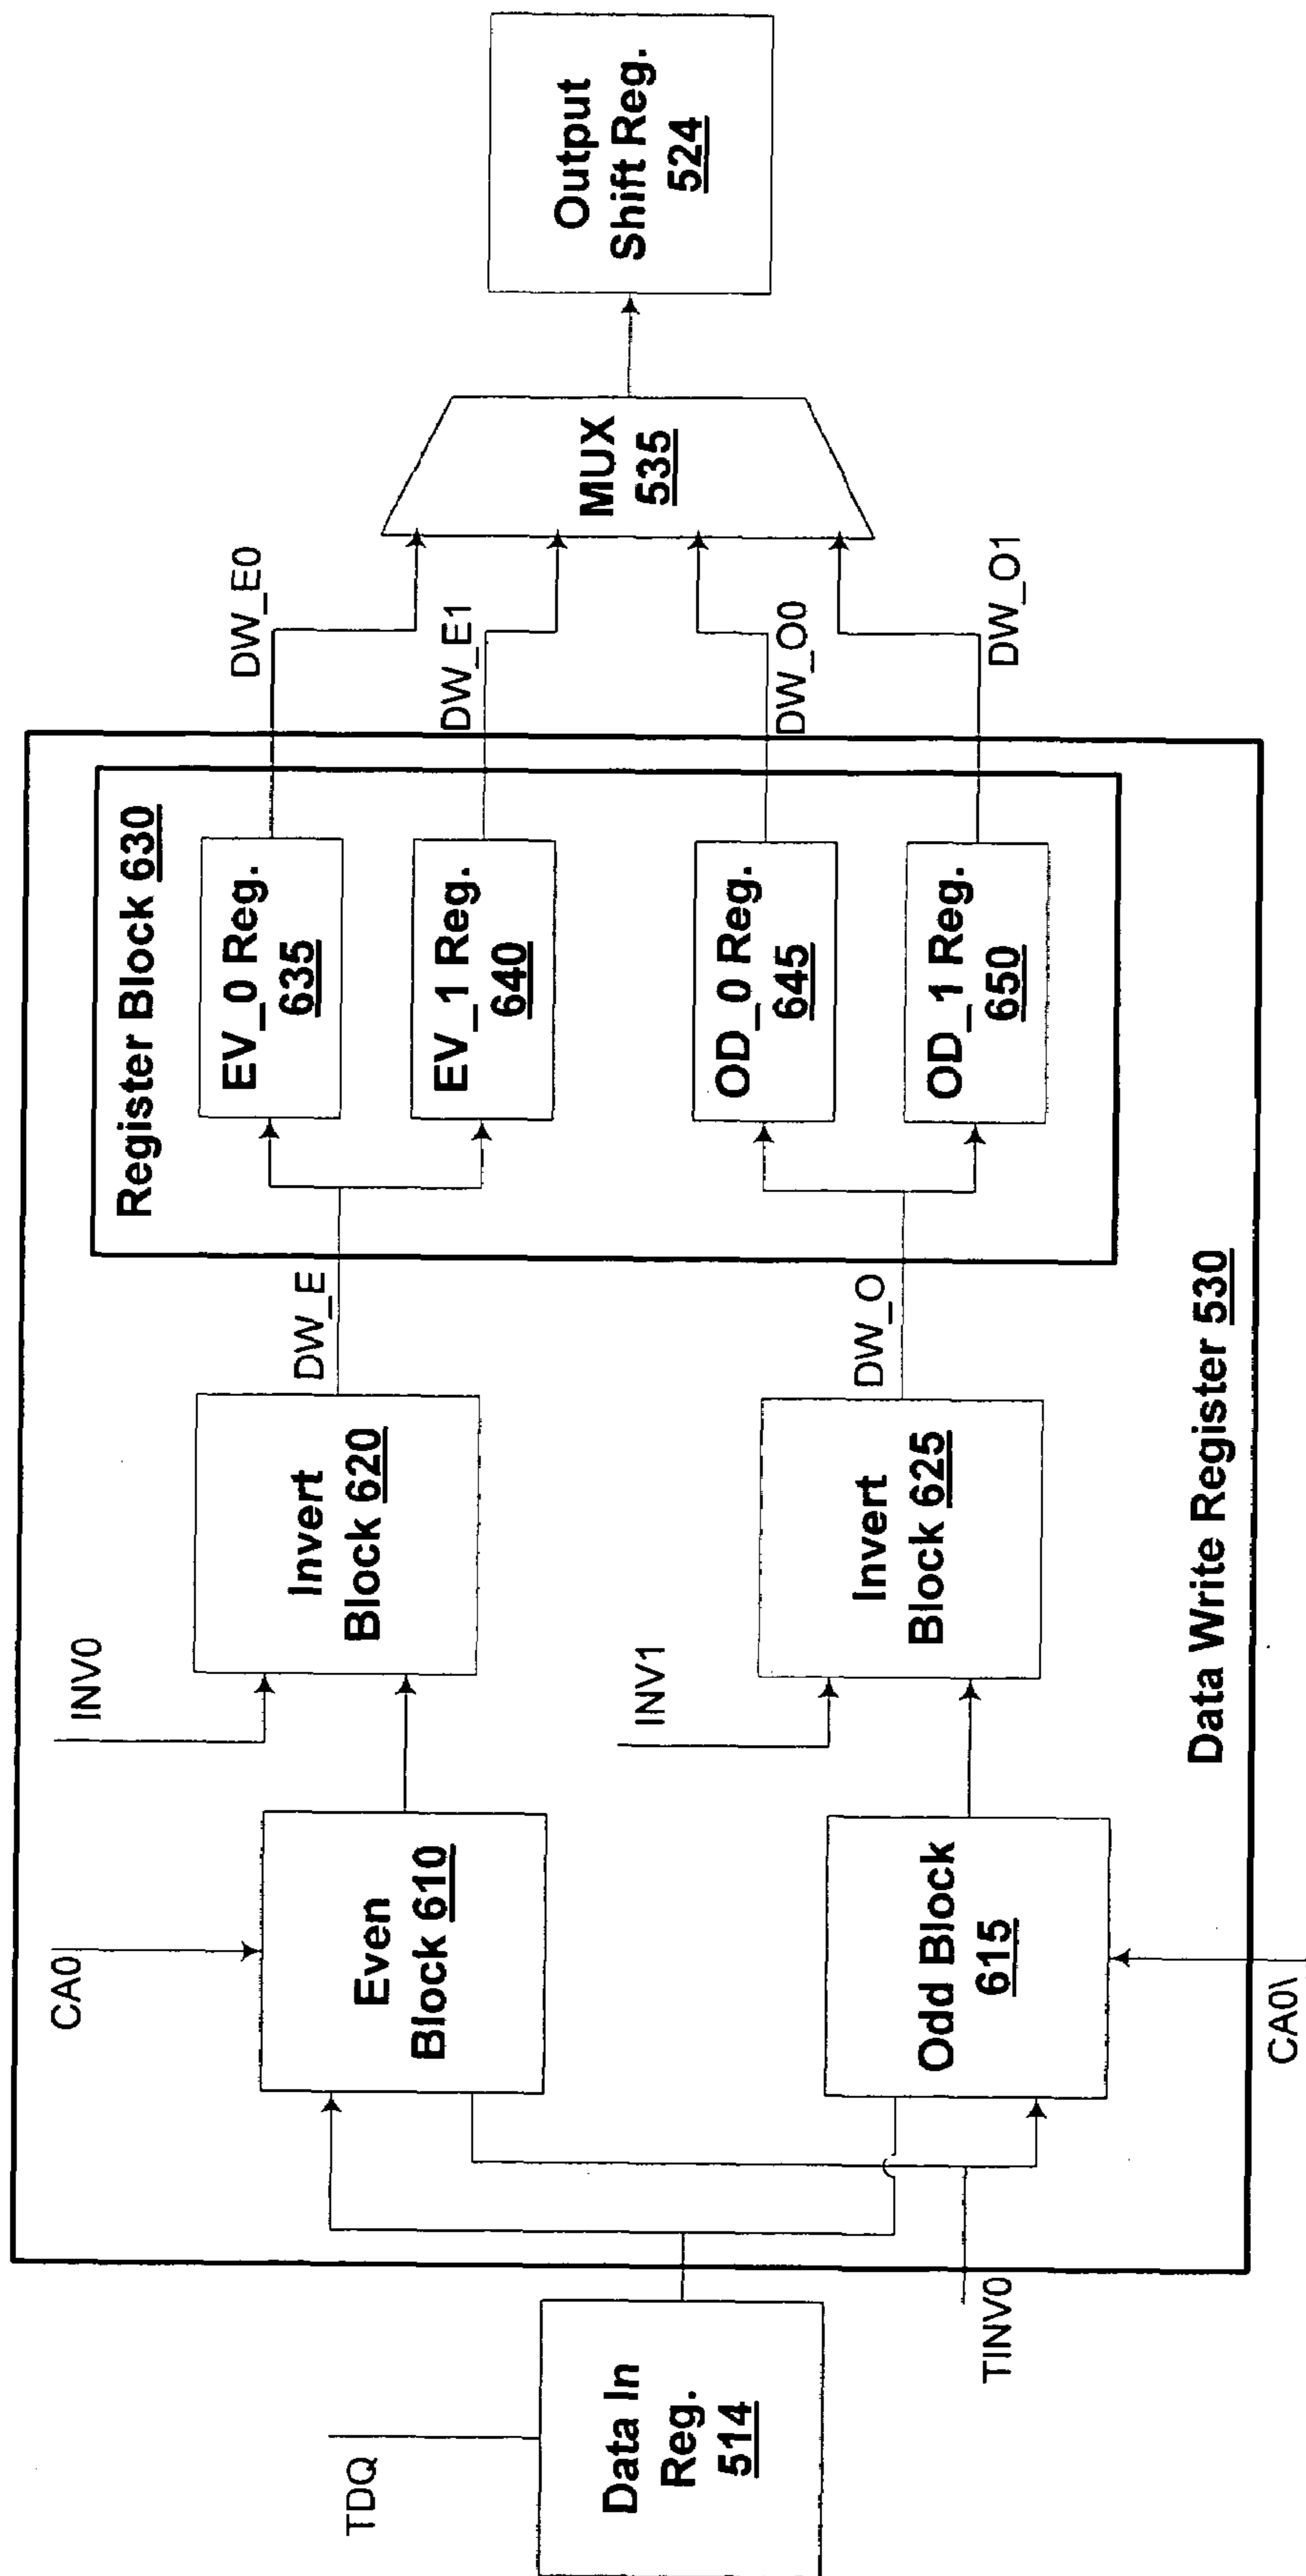 TDQ
Data In
Reg.
514
TINV0
CA0
Even
Block 610
Odd Block
615
CA0\
INV0
Invert
Block 620
INV1
Invert
Block 625
DW_E
DW_O
Register Block 630
EV_0 Reg.
635
EV_1 Reg.
640
OD_0 Reg.
645
OD_1 Reg.
650
Data Write Register 530
DW_E0
DW_E1
DW_O0
DW_O1
MUX
535
Output
Shift Reg.
524